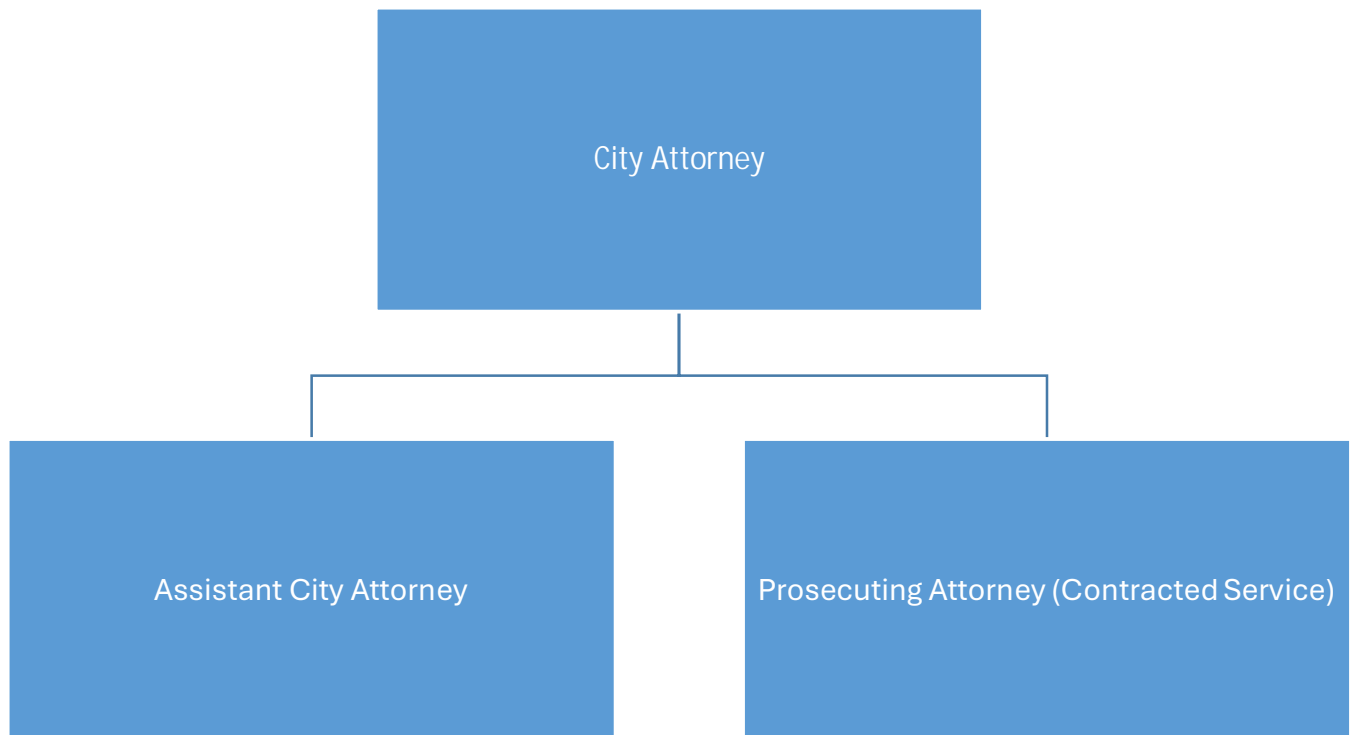 City Attorney
Assistant City Attorney
Prosecuting Attorney (Contracted Service)